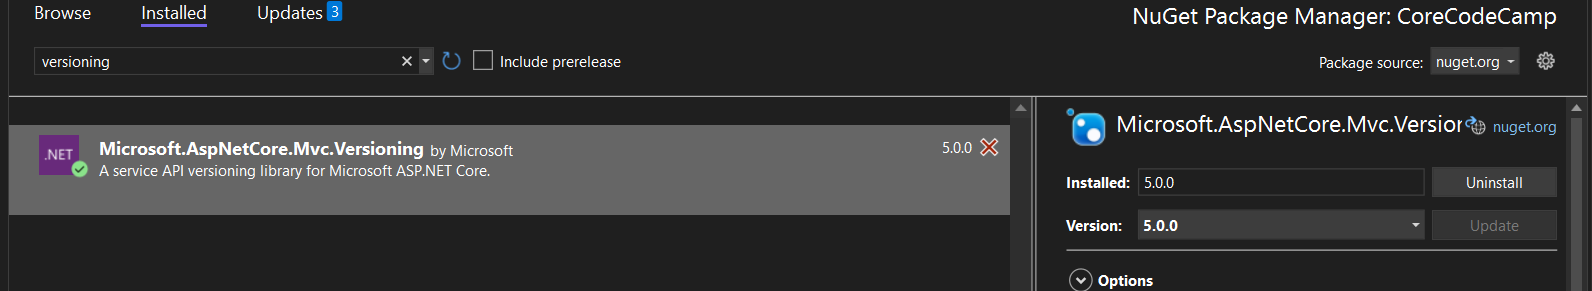 Browse Installed Updates 3
NuGet Package Manager: CoreCodeCamp
versioning
Include prerelease
Package source: nuget.org
.NET
Microsoft.AspNetCore.Mvc.Versioning by Microsoft
5.0.0
A service API versioning library for Microsoft ASP.NET Core.
Microsoft.AspNetCore.Mvc.Version
nuget.org
Installed: 5.0.0 Uninstall
Version: 5.0.0 Update
Options